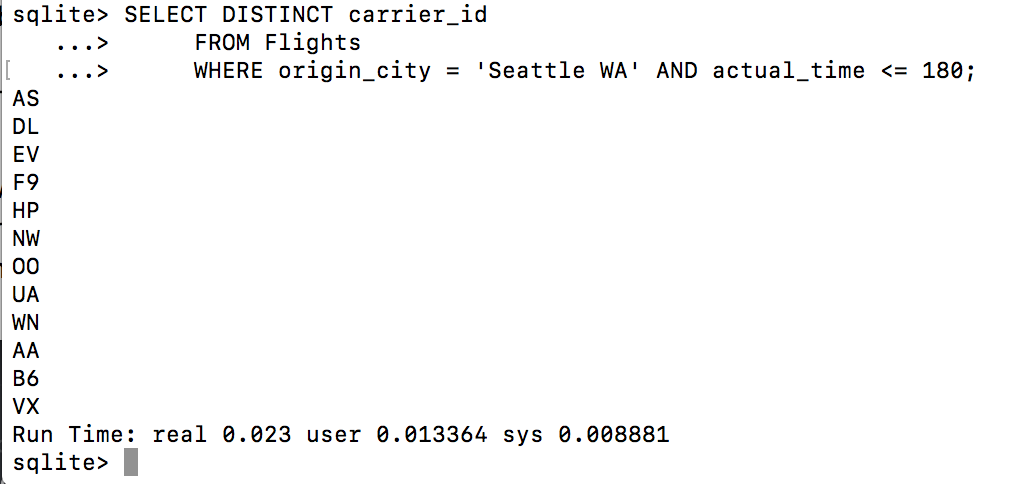 sqlite> SELECT DISTINCT carrier_id
   ...>      FROM Flights
[  ...>      WHERE origin_city = 'Seattle WA' AND actual_time <= 180;
AS
DL
EV
F9
HP
NW
OO
UA
WN
AA
B6
VX
Run Time: real 0.023 user 0.013364 sys 0.008881
sqlite>